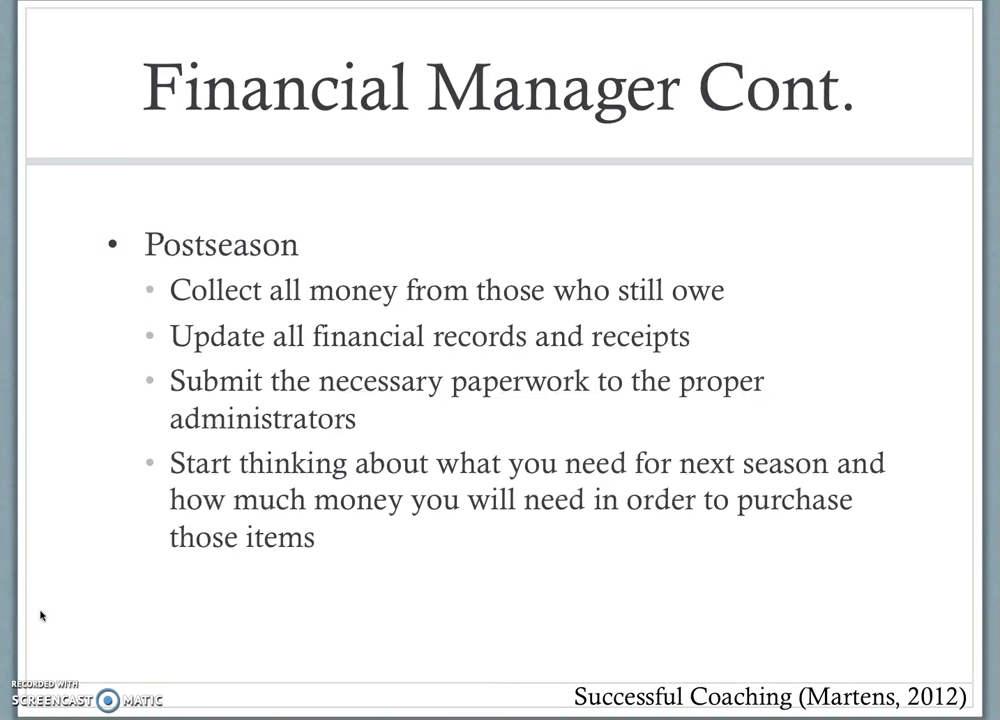 Financial Manager Cont.
• Postseason
• Collect all money from those who still owe
• Update all financial records and receipts
• Submit the necessary paperwork to the proper
administrators
• Start thinking about what you need for next season and
how much money you will need in order to purchase
those items
RECORDED WITH
SCREENCAST MATIC
Successful Coaching (Martens, 2012)